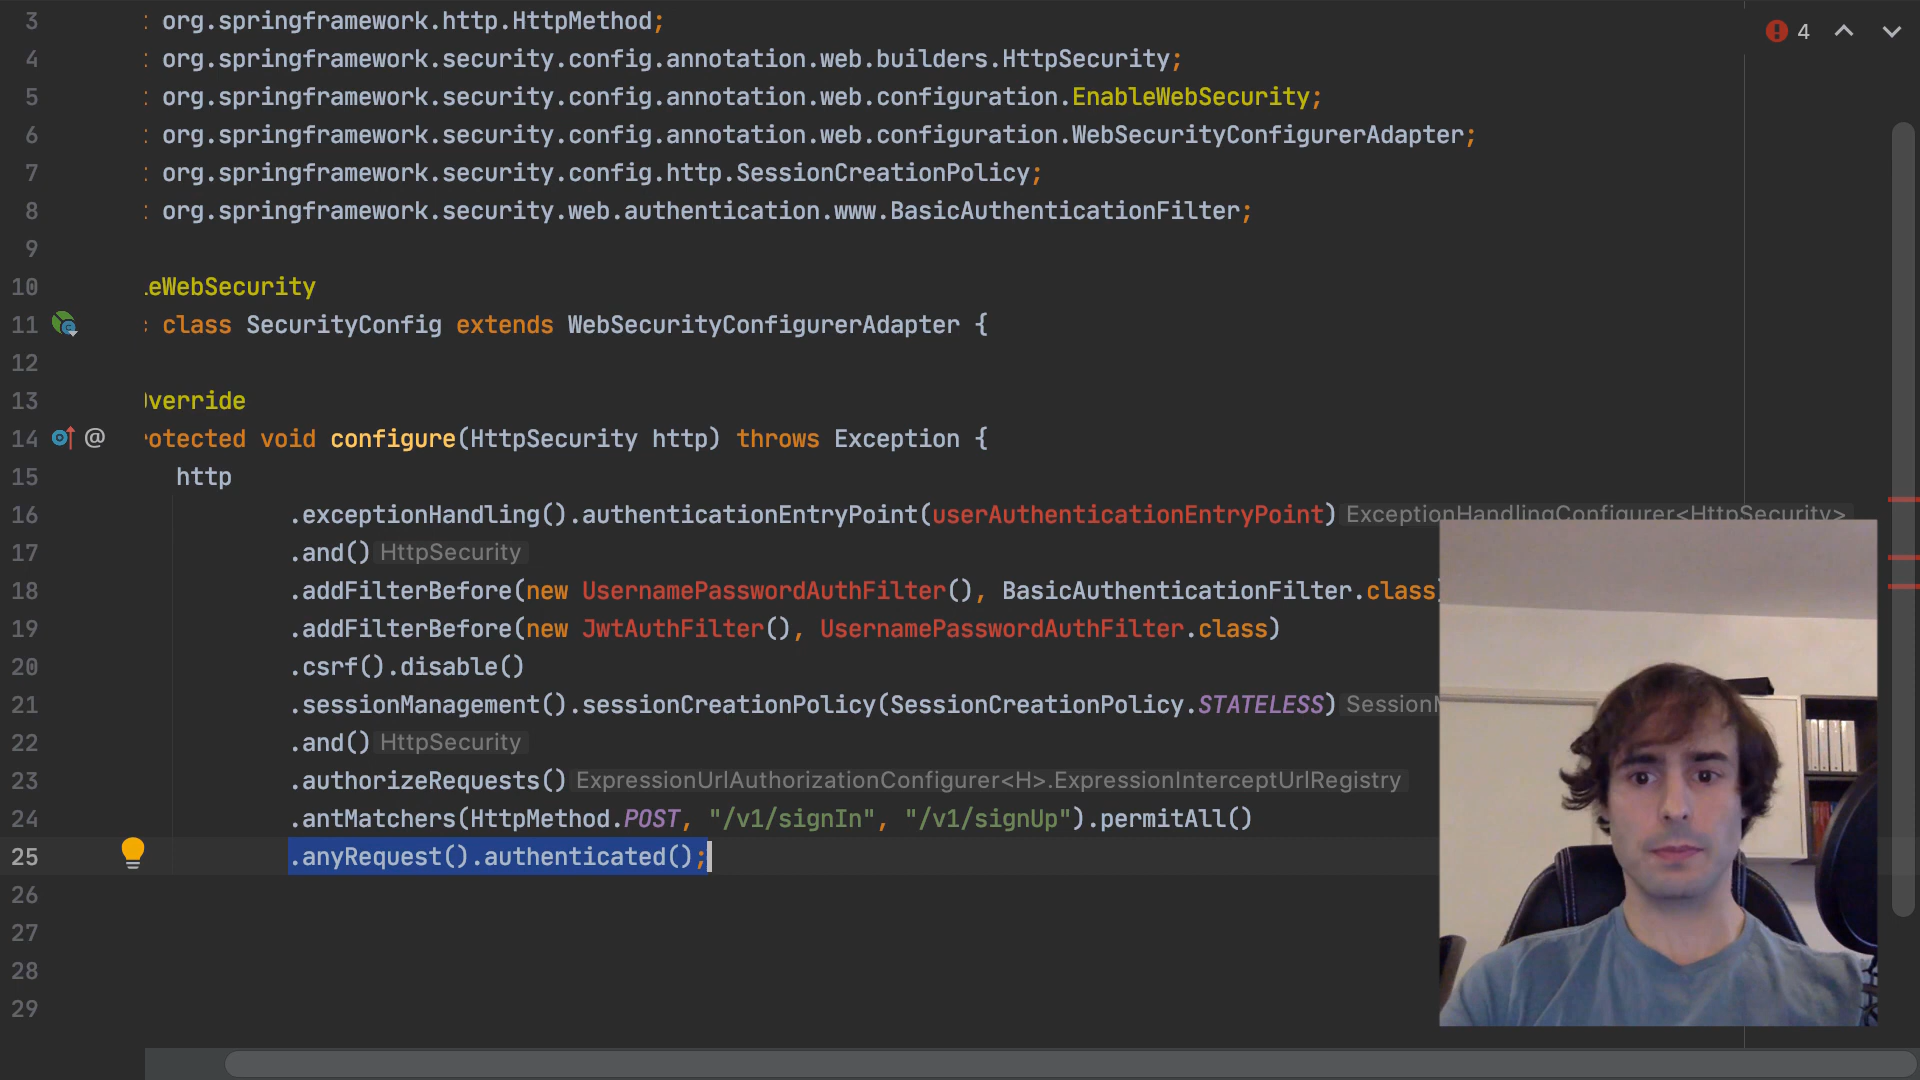 3 org.springframework.http.HttpMethod;
4 org.springframework.security.config.annotation.web.builders.HttpSecurity;
5 org.springframework.security.config.annotation.web.configuration.EnableWebSecurity;
6 org.springframework.security.config.annotation.web.configuration.WebSecurityConfigurerAdapter;
7 org.springframework.security.config.http.SessionCreationPolicy;
8 org.springframework.security.web.authentication.www.BasicAuthenticationFilter;
9
10 leWebSecurity
11 class SecurityConfig extends WebSecurityConfigurerAdapter {
12
13 Override
14 @ rotected void configure(HttpSecurity http) throws Exception {
15 http
16 .exceptionHandling().authenticationEntryPoint(userAuthenticationEntryPoint) ExceptionHandlingConfigurer<HttpSecurity>
17 .and() HttpSecurity
18 .addFilterBefore(new UsernamePasswordAuthFilter(), BasicAuthenticationFilter.class)
19 .addFilterBefore(new JwtAuthFilter(), UsernamePasswordAuthFilter.class)
20 .csrf().disable()
21 .sessionManagement().sessionCreationPolicy(SessionCreationPolicy.STATELESS) Session
22 .and() HttpSecurity
23 .authorizeRequests() ExpressionUrlAuthorizationConfigurer<H>.ExpressionInterceptUrlRegistry
24 .antMatchers(HttpMethod.POST, "/v1/signIn", "/v1/signUp").permitAll()
25 .anyRequest().authenticated();
26
27
28
29
4